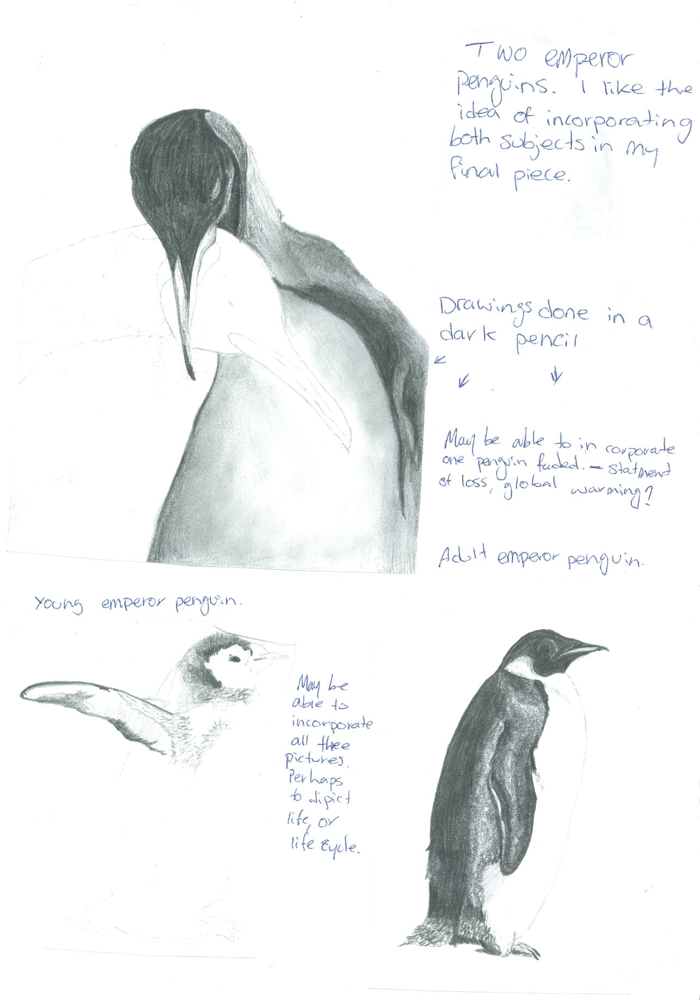 Two emperor
penguins. I like the
idea of incorporating
both subjects in my
final piece.
Drawings done in a
dark pencil
May be able to in corporate
one penguin faded. – statment
of loss, global warming?
Adult emperor penguin.
Young emperor penguin.
May be
able to
incorporate
all three
pictures.
Perhaps
to dipict
life, or
life cycle.